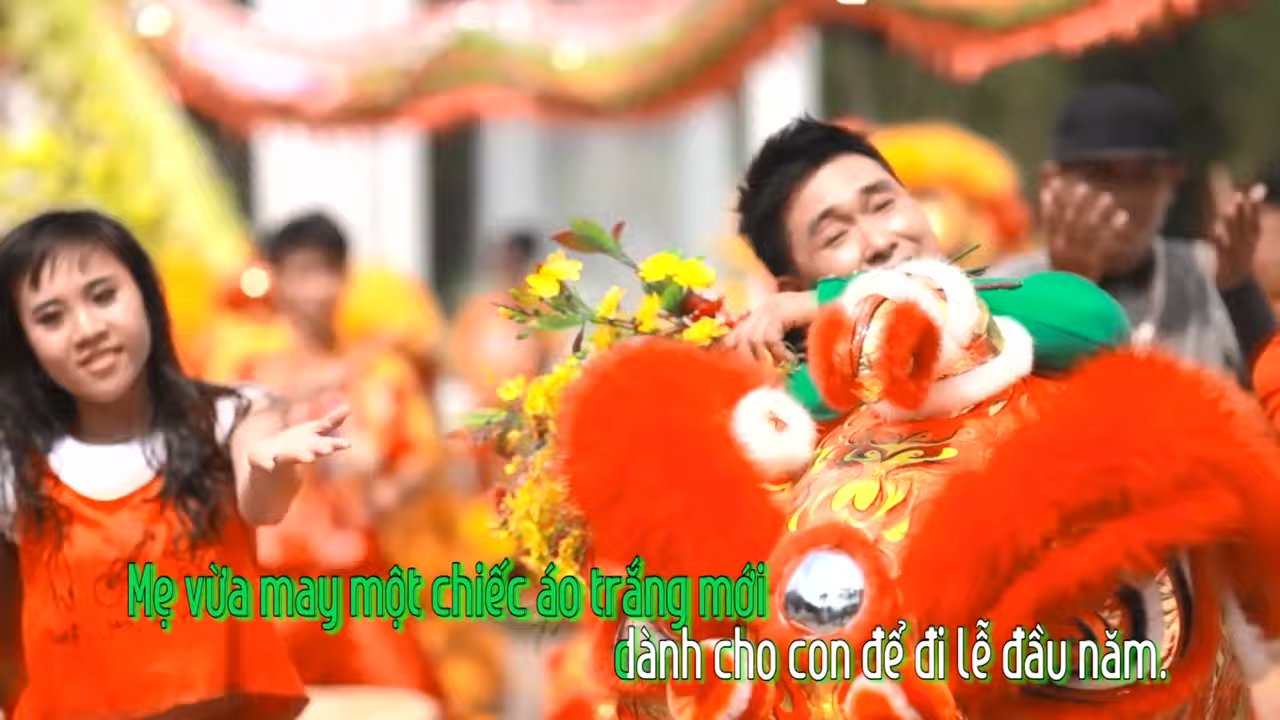 Mẹ vừa may một chiếc áo trắng mới
dành cho con để đi lễ đầu năm.